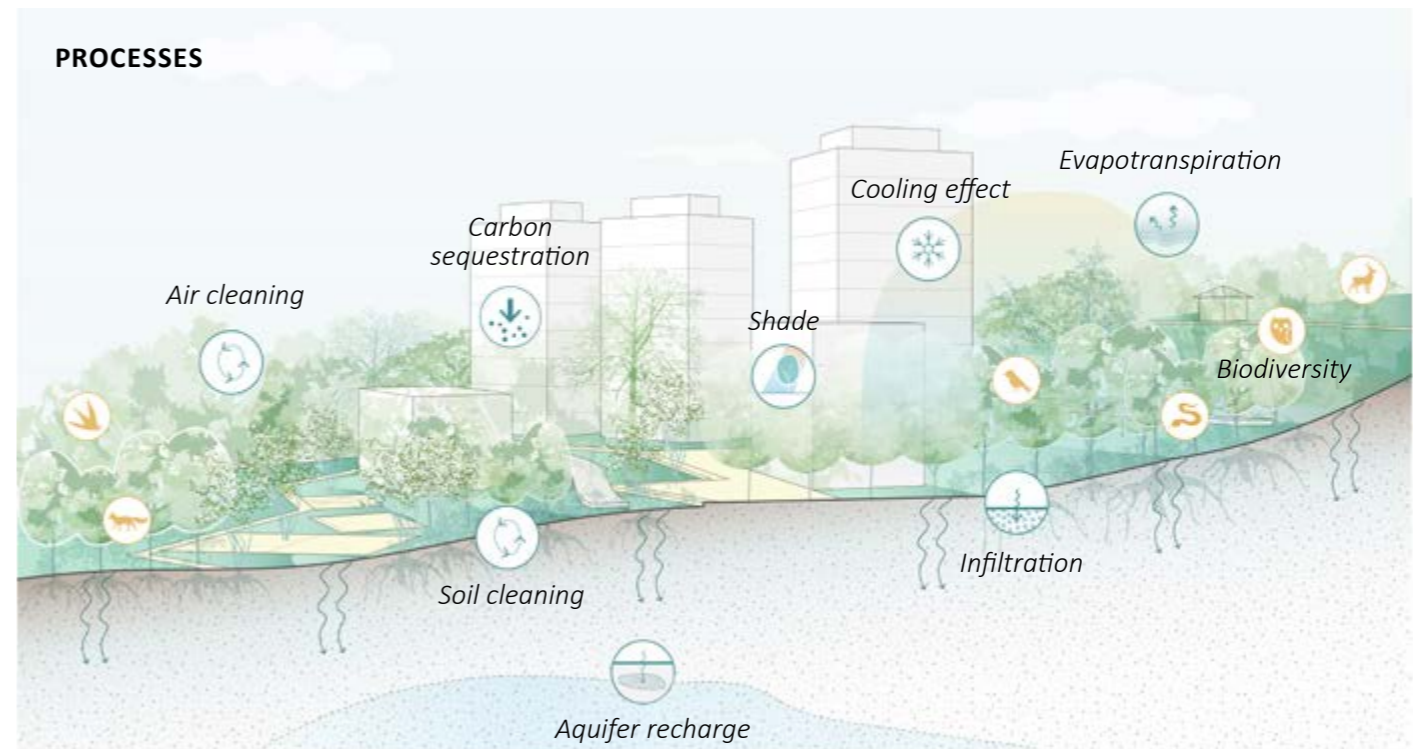 PROCESSES
Evapotranspiration
Cooling effect
Carbon
sequestration
Air cleaning
Shade
Biodiversity
Infiltration
Soil cleaning
Aquifer recharge